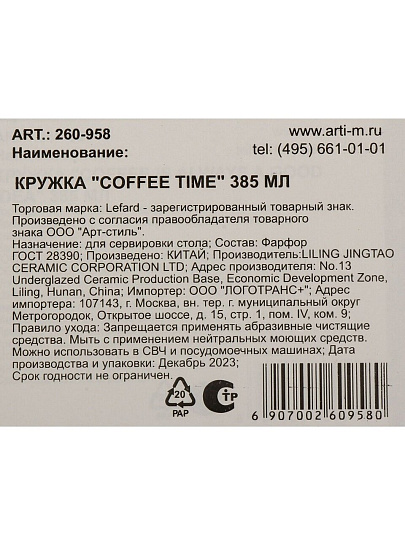 ART.: 260-958
www.arti-m.ru
Наименование:
tel: (495) 661-01-01
КРУЖКА "COFFEE TIME" 385 МЛ
Торговая марка: Lefard - зарегистрированный товарный знак.
Произведено с согласия правообладателя товарного
знака ООО "Арт-стиль".
Назначение: для сервировки стола; Состав: Фарфор
ГОСТ 28390; Произведено: КИТАЙ; Производитель:LILING JINGTAO
CERAMIC CORPORATION LTD; Адрес производителя: No.13
Underglazed Ceramic Production Base, Economic Development Zone,
Liling, Hunan, China; Импортер: ООО "ЛОГОТРАНС+"; Адрес
импортера: 107143, г. Москва, вн. тер. г. муниципальный округ
Метрогородок, Открытое шоссе, д. 15, стр. 1, пом. IV, ком. 9;
Правило ухода: Запрещается применять абразивные чистящие
средства. Мыть с применением нейтральных моющих средств.
Можно использовать в СВЧ и посудомоечных машинах; Дата
производства и упаковки: Декабрь 2023;
Срок годности не ограничен.
20
PAP
СТР
6907002609580